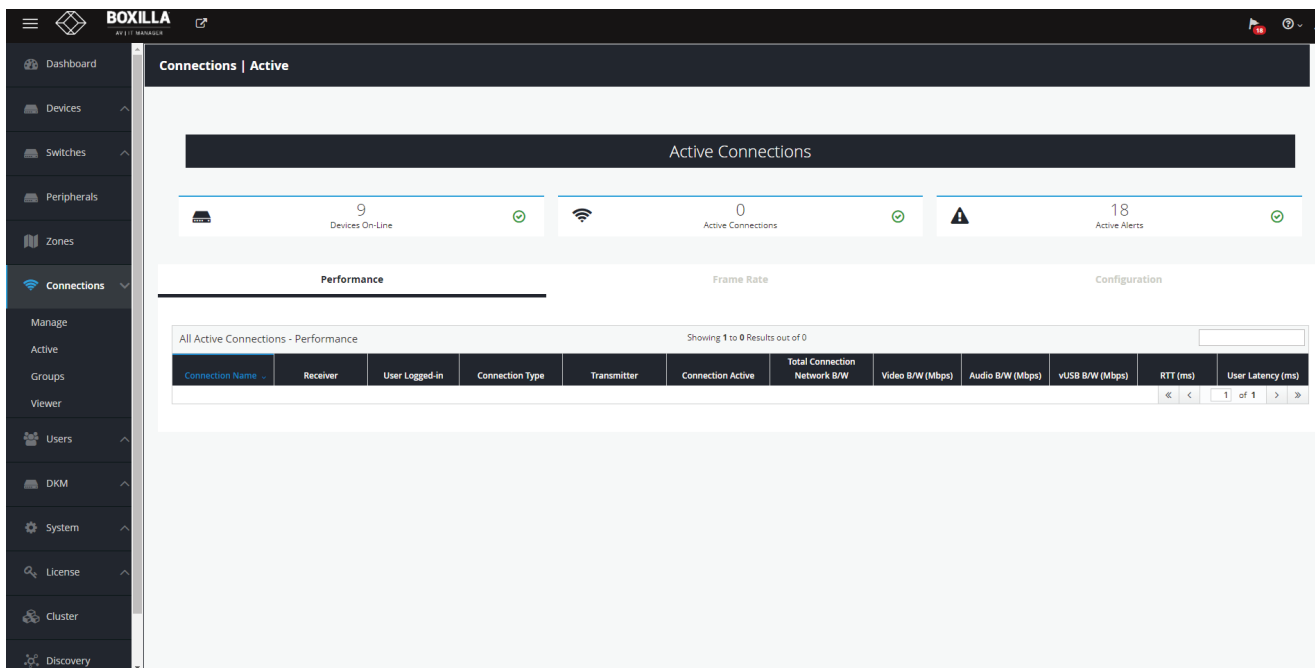 BOXILLA
AV | IT MANAGER
18
Dashboard
Devices
Switches
Peripherals
Zones
Connections
Manage
Active
Groups
Viewer
Users
DKM
System
License
Cluster
Discovery
Connections | Active
Active Connections
9
Devices On-Line
0
Active Connections
18
Active Alerts
Performance
Frame Rate
Configuration
All Active Connections - Performance
Showing 1 to 0 Results out of 0
Connection Name
Receiver
User Logged-in
Connection Type
Transmitter
Connection Active
Total Connection
Network B/W
Video B/W (Mbps)
Audio B/W (Mbps)
vUSB B/W (Mbps)
RTT (ms)
User Latency (ms)
1 of 1